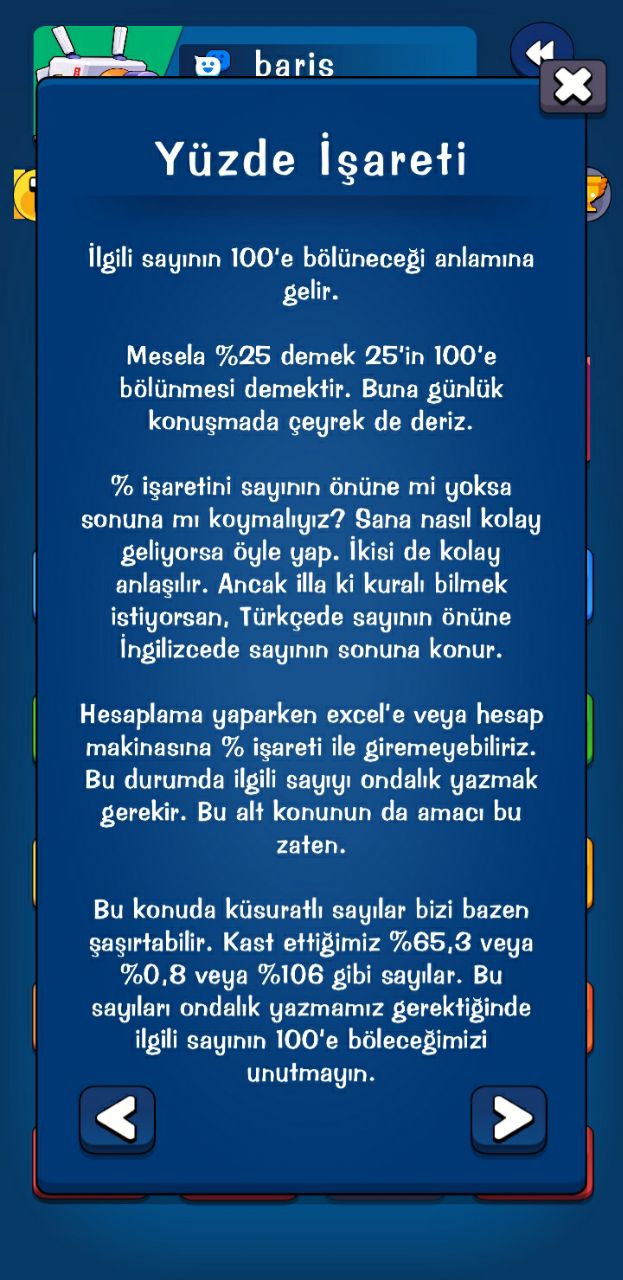 baris
Yüzde İşareti
İlgili sayının 100'e bölüneceği anlamına
gelir.
Mesela %25 demek 25'in 100'e
bölünmesi demektir. Buna günlük
konuşmada çeyrek de deriz.
% işaretini sayının önüne mi yoksa
sonuna mı koymalıyız? Sana nasıl kolay
geliyorsa öyle yap. İkisi de kolay
anlaşılır. Ancak illa ki kuralı bilmek
istiyorsan, Türkçede sayının önüne
İngilizcede sayının sonuna konur.
Hesaplama yaparken excel'e veya hesap
makinasına % işareti ile giremeyebiliriz.
Bu durumda ilgili sayıyı ondalık yazmak
gerekir. Bu alt konunun da amacı bu
zaten.
Bu konuda küsuratlı sayılar bizi bazen
şaşırtabilir. Kast ettiğimiz %65,3 veya
%0,8 veya %106 gibi sayılar. Bu
sayıları ondalık yazmamız gerektiğinde
ilgili sayının 100'e böleceğimizi
unutmayın.